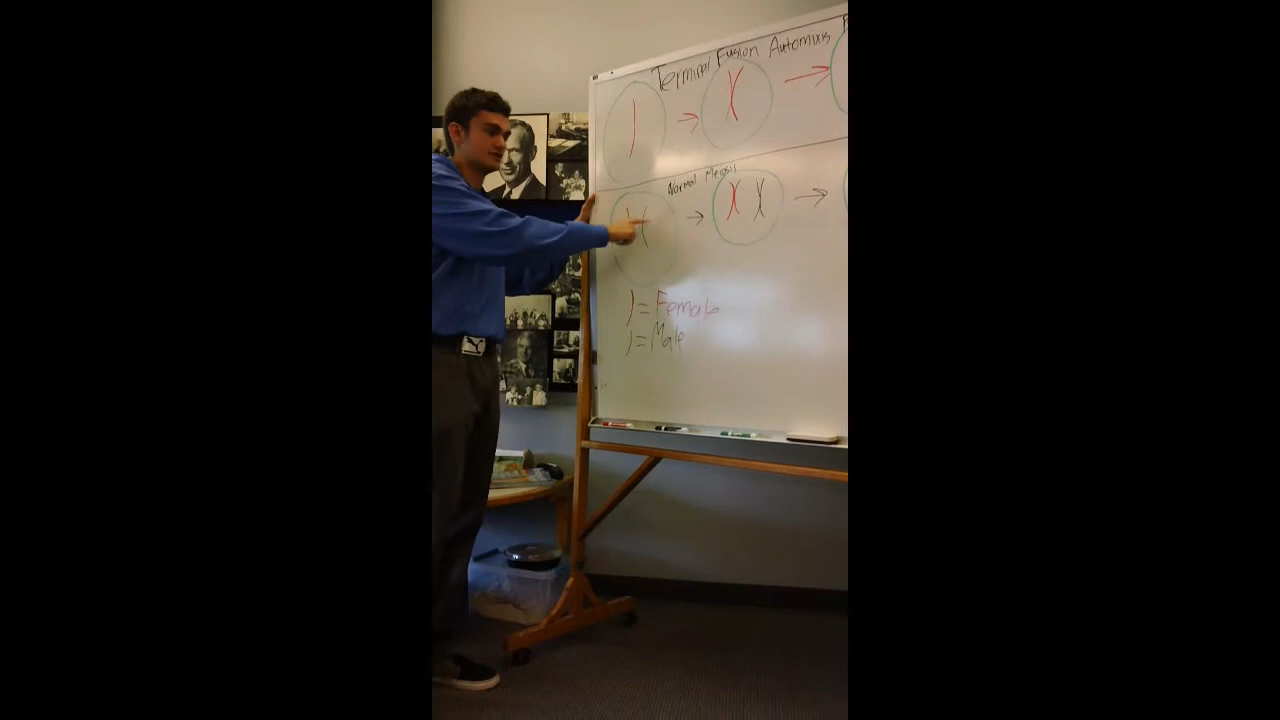 Terminal Fusion Automixis
Normal Meiosis
) = Female
) = Male